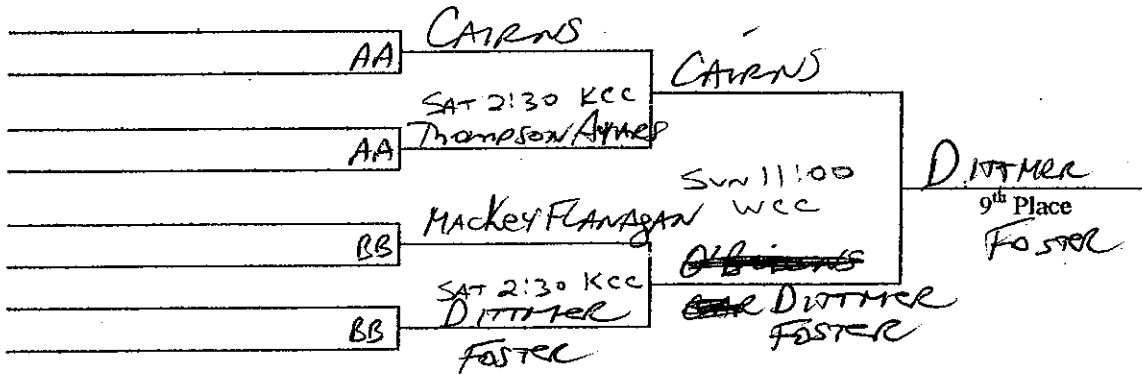 AA
CAIRNS
SAT 2:30 KCC
AA
Thompson Ayars
CAIRNS
BB
MACKEY FLANAGAN
SAT 2:30 KCC
BB
DITTMER
FOSTER
SUN 11:00
WCC
DITTMER
FOSTER
DITTMER
9th Place
FOSTER